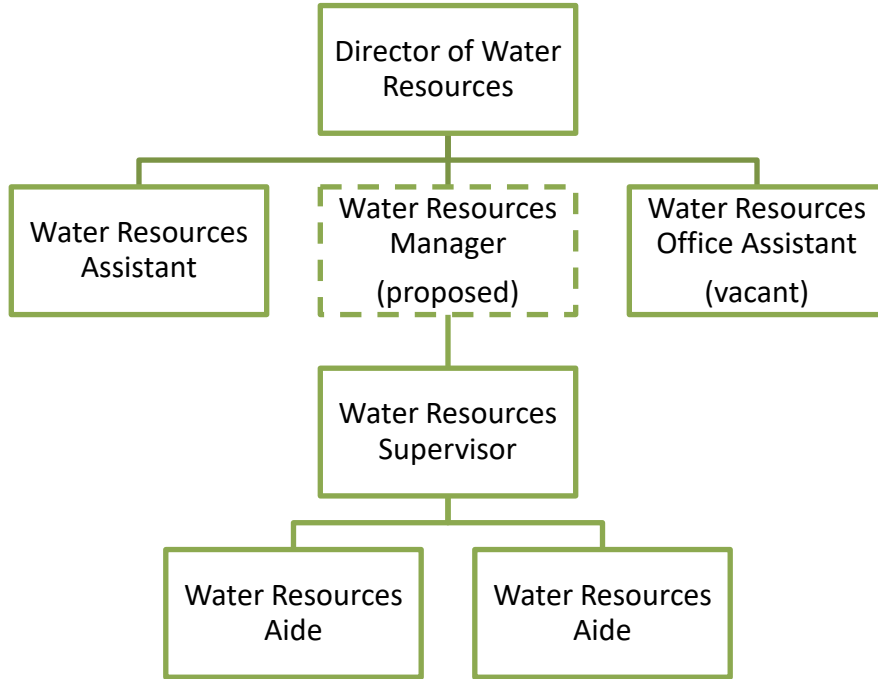 Director of Water
Resources
Water Resources
Assistant
Water Resources
Manager
(proposed)
Water Resources
Office Assistant
(vacant)
Water Resources
Supervisor
Water Resources
Aide
Water Resources
Aide